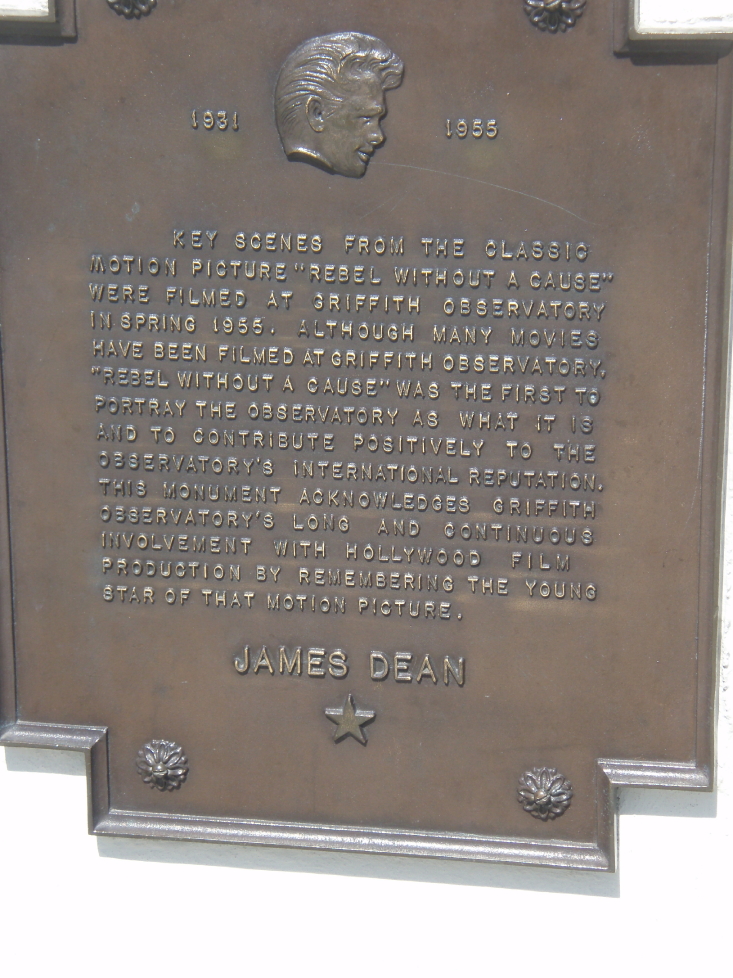 1931 1955
KEY SCENES FROM THE CLASSIC
MOTION PICTURE "REBEL WITHOUT A CAUSE"
WERE FILMED AT GRIFFITH OBSERVATORY
IN SPRING 1955. ALTHOUGH MANY MOVIES
HAVE BEEN FILMED AT GRIFFITH OBSERVATORY,
"REBEL WITHOUT A CAUSE" WAS THE FIRST TO
PORTRAY THE OBSERVATORY AS WHAT IT IS
AND TO CONTRIBUTE POSITIVELY TO THE
OBSERVATORY'S INTERNATIONAL REPUTATION.
THIS MONUMENT ACKNOWLEDGES GRIFFITH
OBSERVATORY'S LONG AND CONTINUOUS
INVOLVEMENT WITH HOLLYWOOD FILM
PRODUCTION BY REMEMBERING THE YOUNG
STAR OF THAT MOTION PICTURE.
JAMES DEAN